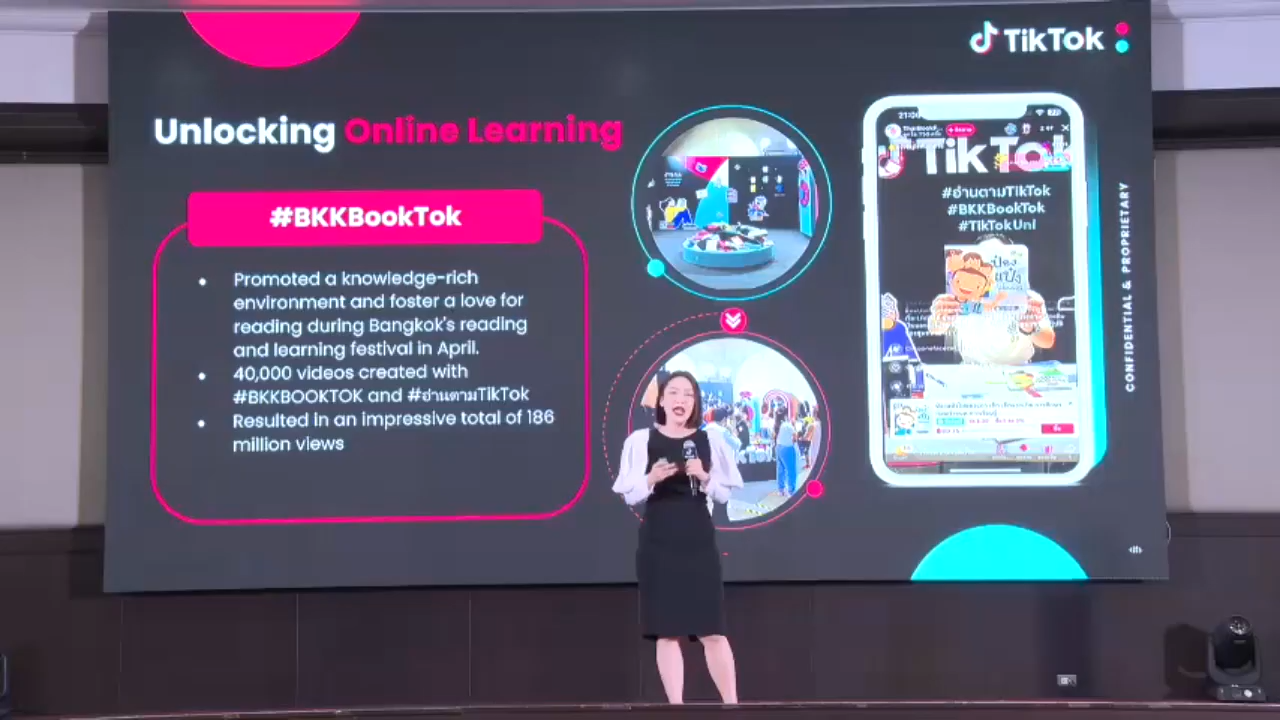 TikTok
Unlocking Online Learning
#BKKBookTok
Promoted a knowledge-rich
environment and foster a love for
reading during Bangkok's reading
and learning festival in April.
40,000 videos created with
#BKKBOOKTOK and #อ่านตามTikTok
Resulted in an impressive total of 186
million views
TikTok
#อ่านตามTikTok
#BKKBookTok
#TikTokUni
CONFIDENTIAL & PROPRIETARY